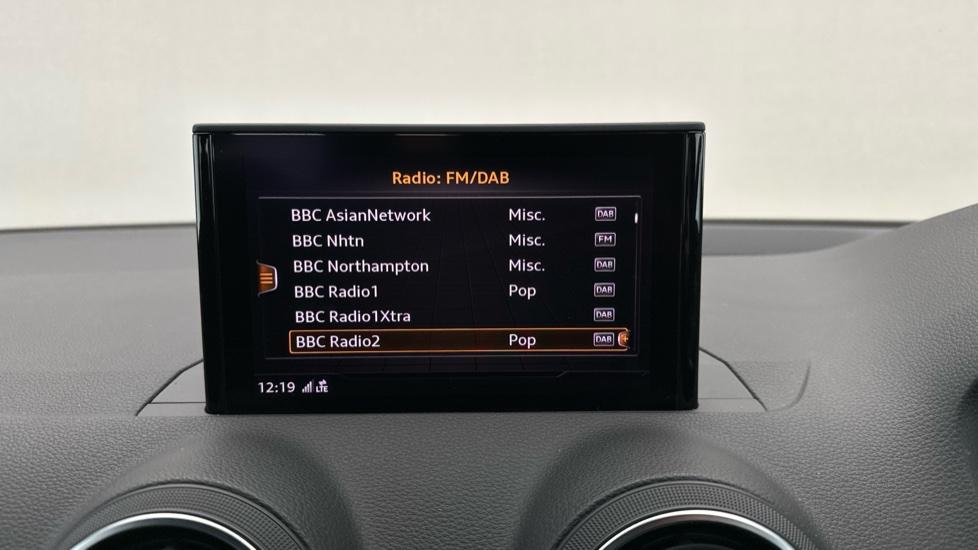 Radio: FM/DAB
BBC AsianNetwork Misc. DAB
BBC Nhtn Misc. FM
BBC Northampton Misc. DAB
BBC Radio1 Pop DAB
BBC Radio1Xtra DAB
BBC Radio2 Pop DAB
12:19 LTE